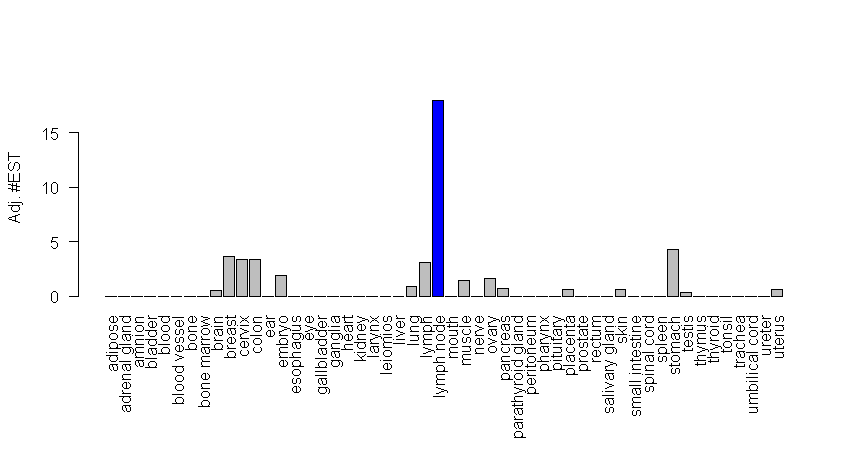 Adj. #EST
15
10
5
0
adipose
adrenal gland
amnion
bladder
blood
blood vessel
bone
bone marrow
brain
breast
cervix
colon
ear
embryo
esophagus
eye
gallbladder
ganglia
heart
kidney
larynx
leiomios
liver
lung
lymph
lymph node
mouth
muscle
nerve
ovary
pancreas
parathyroid gland
peritoneum
pharynx
pituitary
placenta
prostate
rectum
salivary gland
skin
small intestine
spinal cord
spleen
stomach
testis
thymus
thyroid
tonsil
trachea
umbilical cord
ureter
uterus